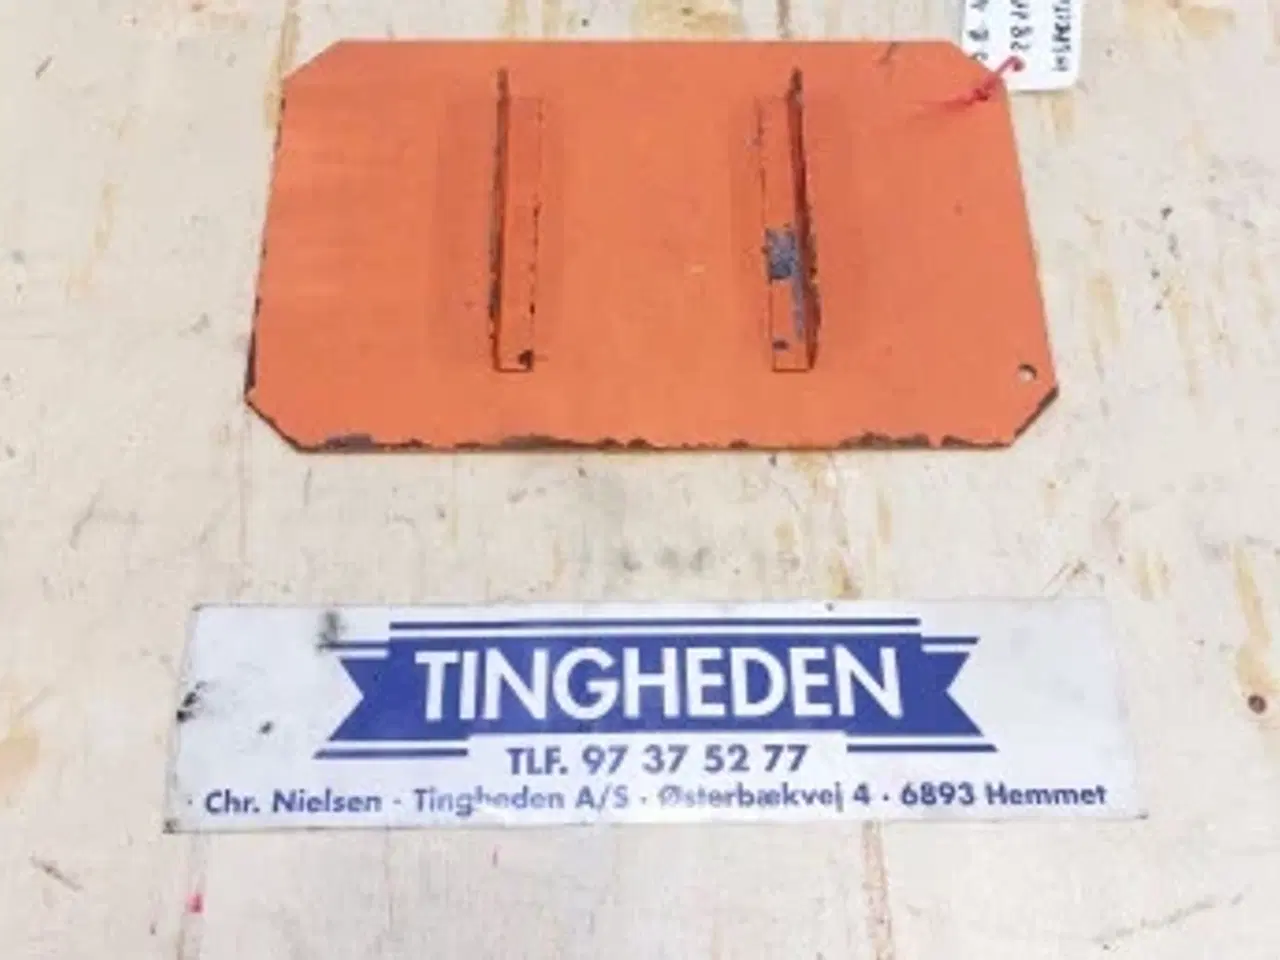 TINGHEDEN
TLF. 97 37 52 77
Chr. Nielsen - Tingheden A/S · Østerbækvej 4 · 6893 Hemmet